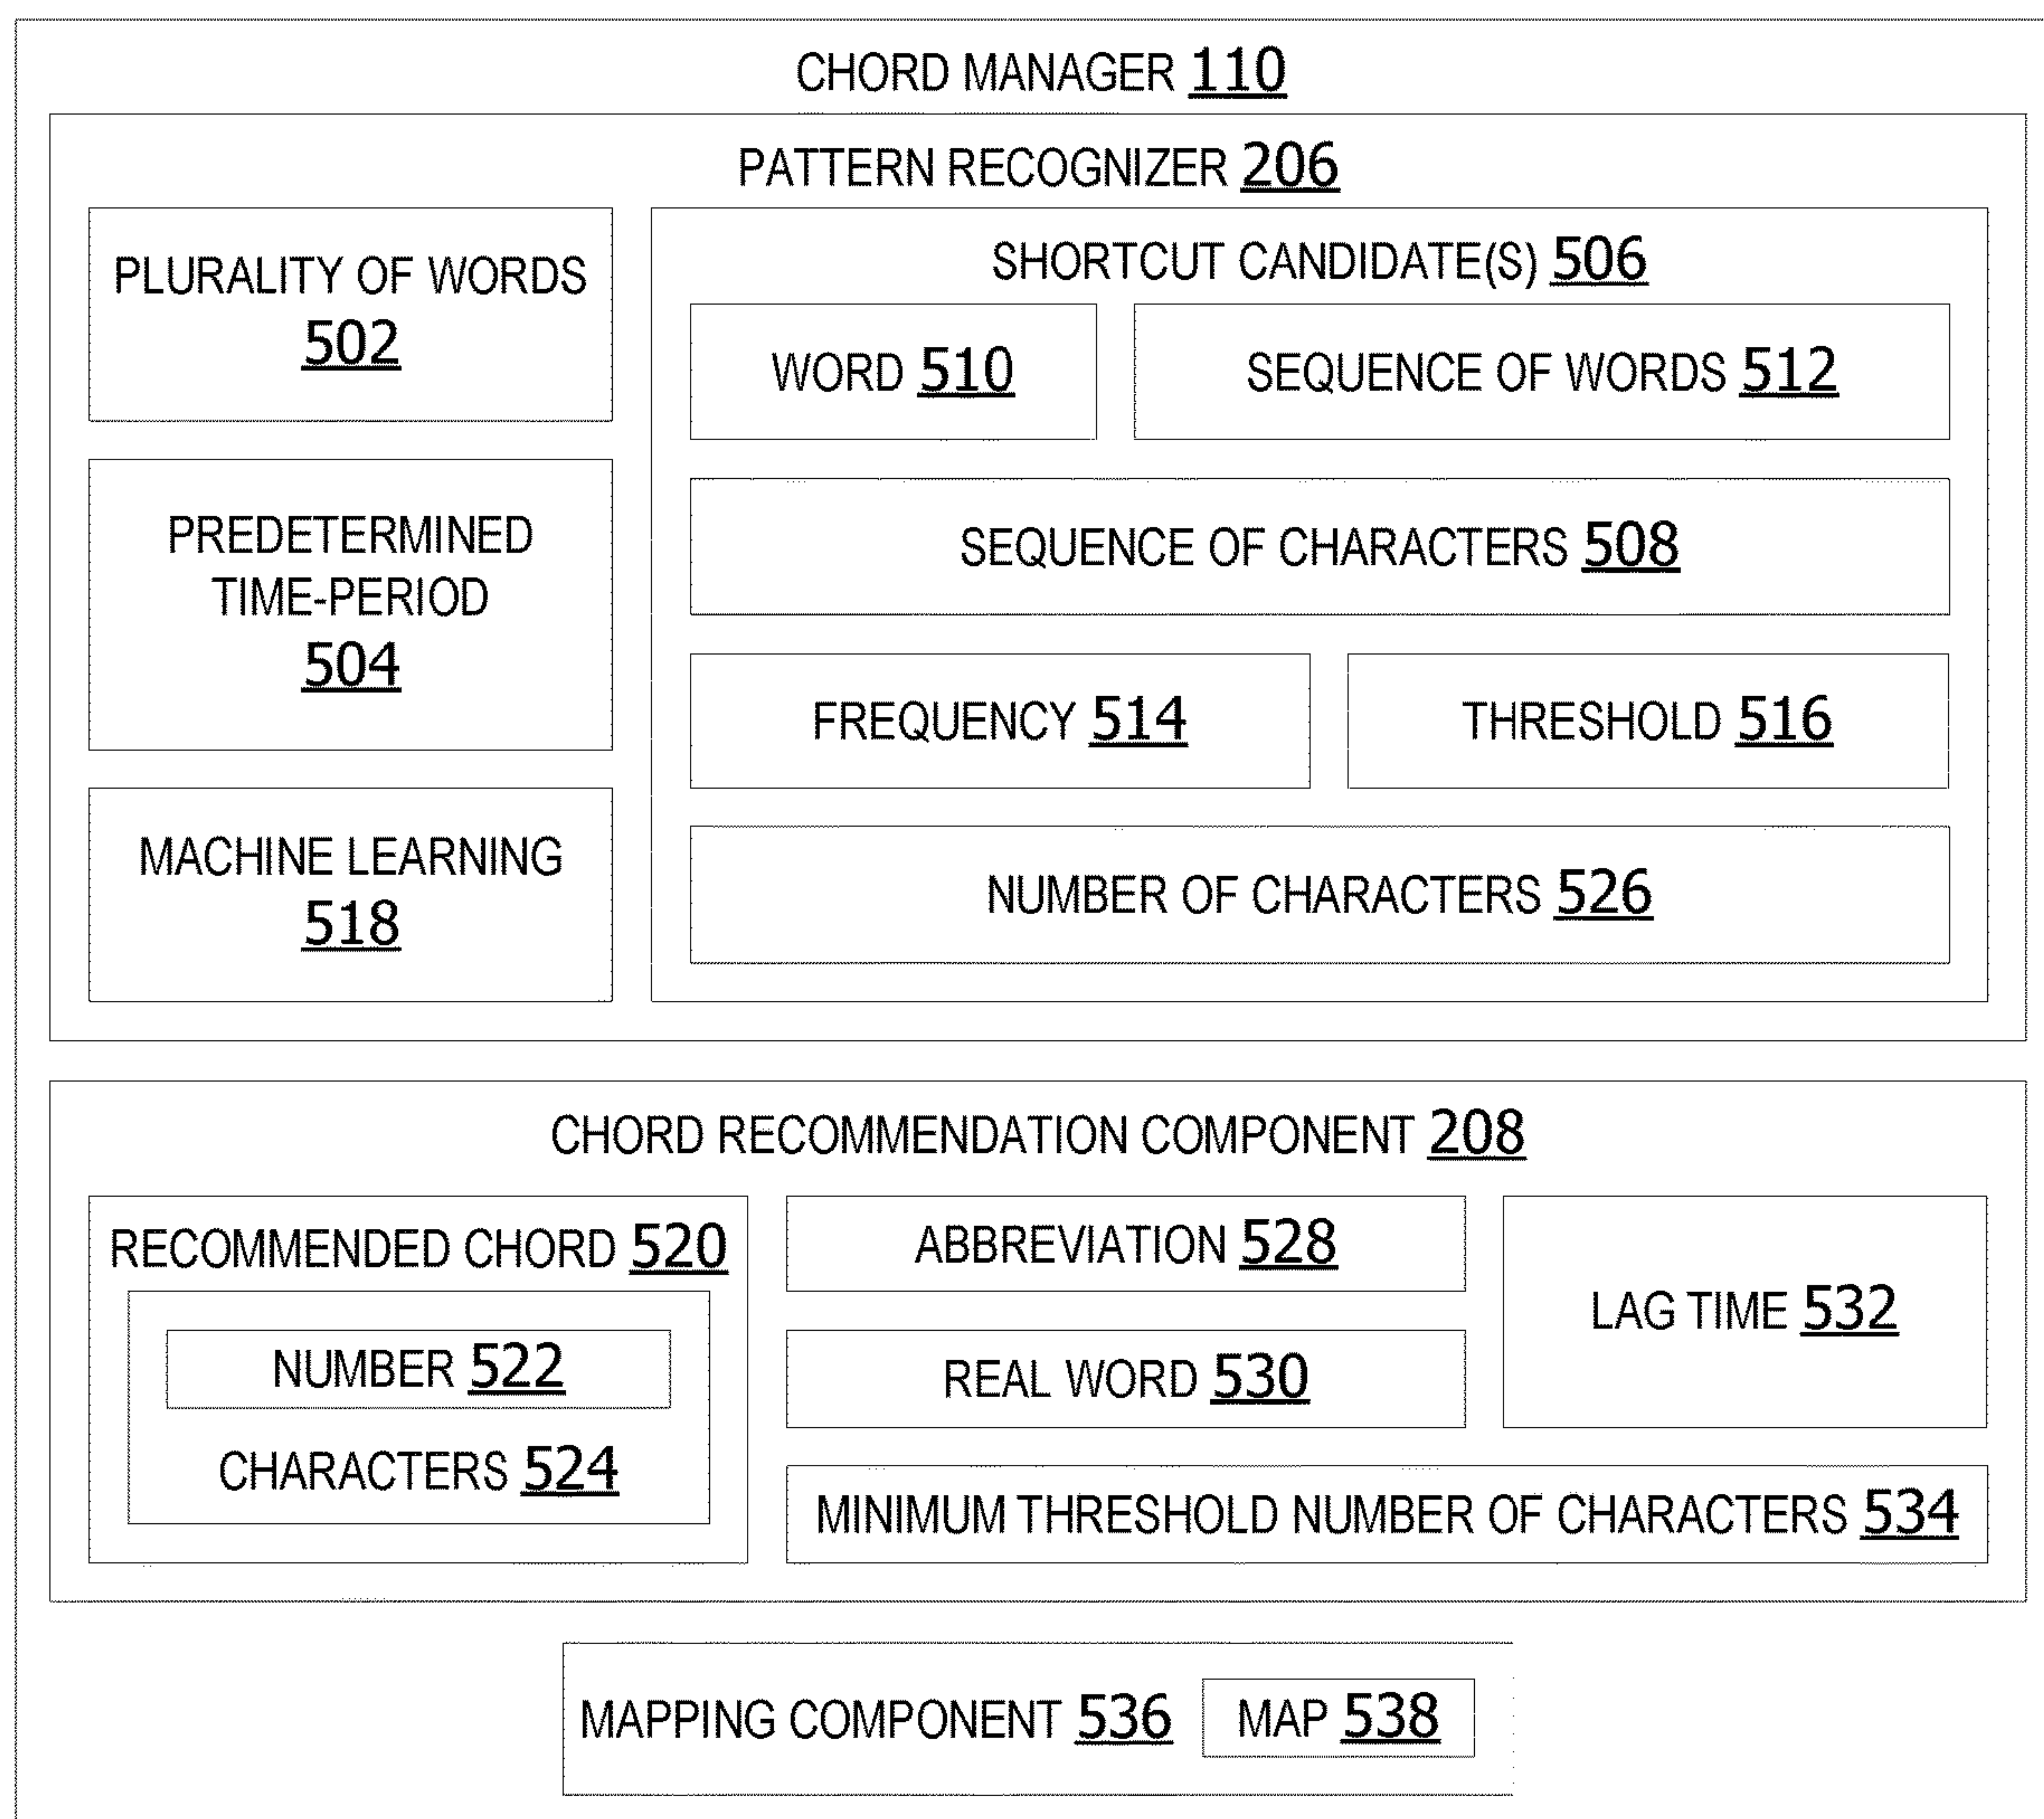 CHORD MANAGER 110
PATTERN RECOGNIZER 206
PLURALITY OF WORDS
502
PREDETERMINED
TIME-PERIOD
504
MACHINE LEARNING
518
SHORTCUT CANDIDATE(S) 506
WORD 510
SEQUENCE OF WORDS 512
SEQUENCE OF CHARACTERS 508
FREQUENCY 514
THRESHOLD 516
NUMBER OF CHARACTERS 526
CHORD RECOMMENDATION COMPONENT 208
RECOMMENDED CHORD 520
NUMBER 522
CHARACTERS 524
ABBREVIATION 528
REAL WORD 530
LAG TIME 532
MINIMUM THRESHOLD NUMBER OF CHARACTERS 534
MAPPING COMPONENT 536
MAP 538